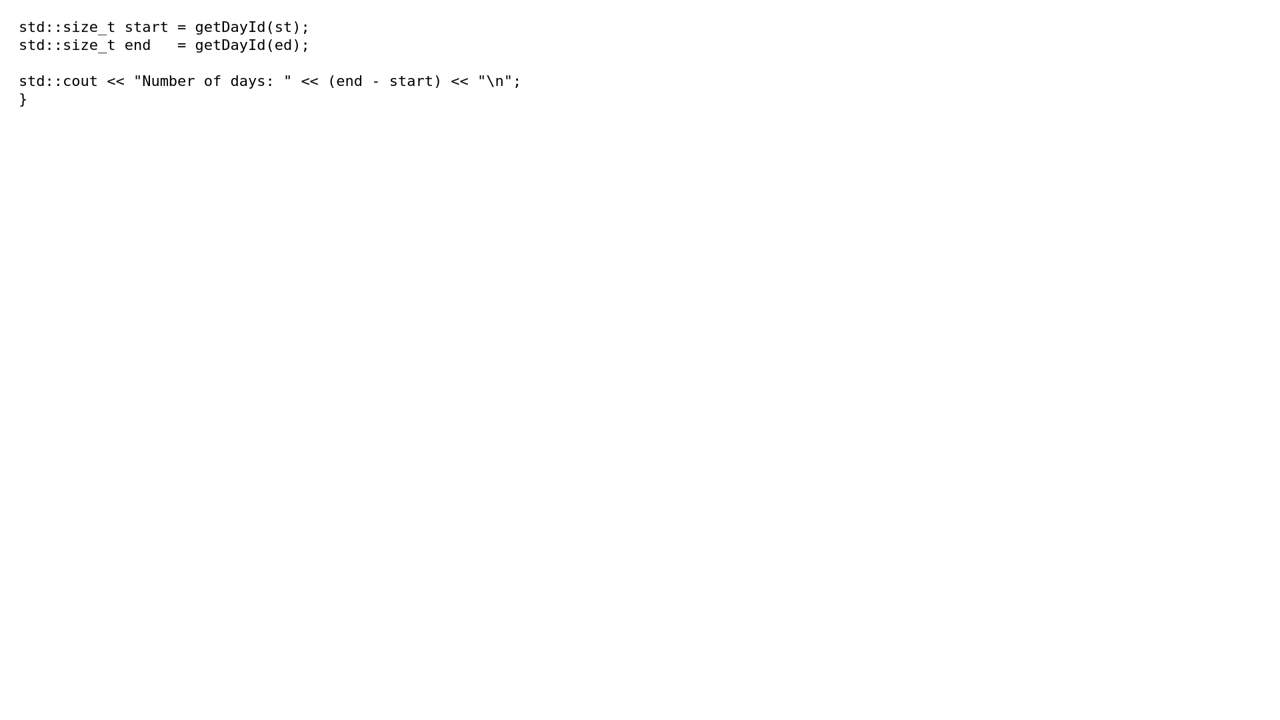 std::size_t start = getDayId(st);
std::size_t end   = getDayId(ed);

std::cout << "Number of days: " << (end - start) << "\n";
}